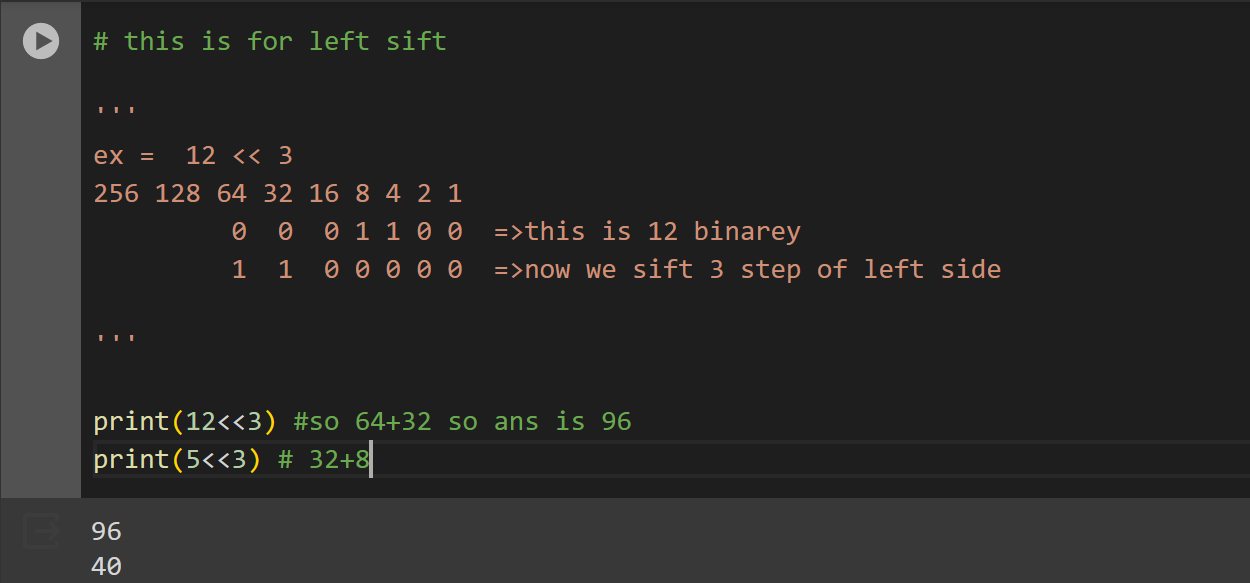 # this is for left sift
'''
ex =  12 << 3
256 128 64 32 16 8 4 2 1
         0  0  0 1 1 0 0  =>this is 12 binarey
         1  1  0 0 0 0 0  =>now we sift 3 step of left side
'''
print(12<<3) #so 64+32 so ans is 96
print(5<<3) # 32+8
96
40